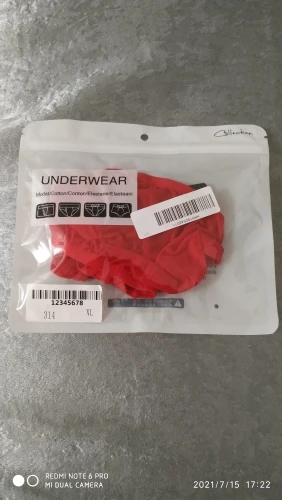 Collection
UNDERWEAR
Modal/Cotton/Cotton/Elastane/Elastaan
12345678
314
XL
REDMI NOTE 6 PRO
MI DUAL CAMERA
2021/7/15 17:22